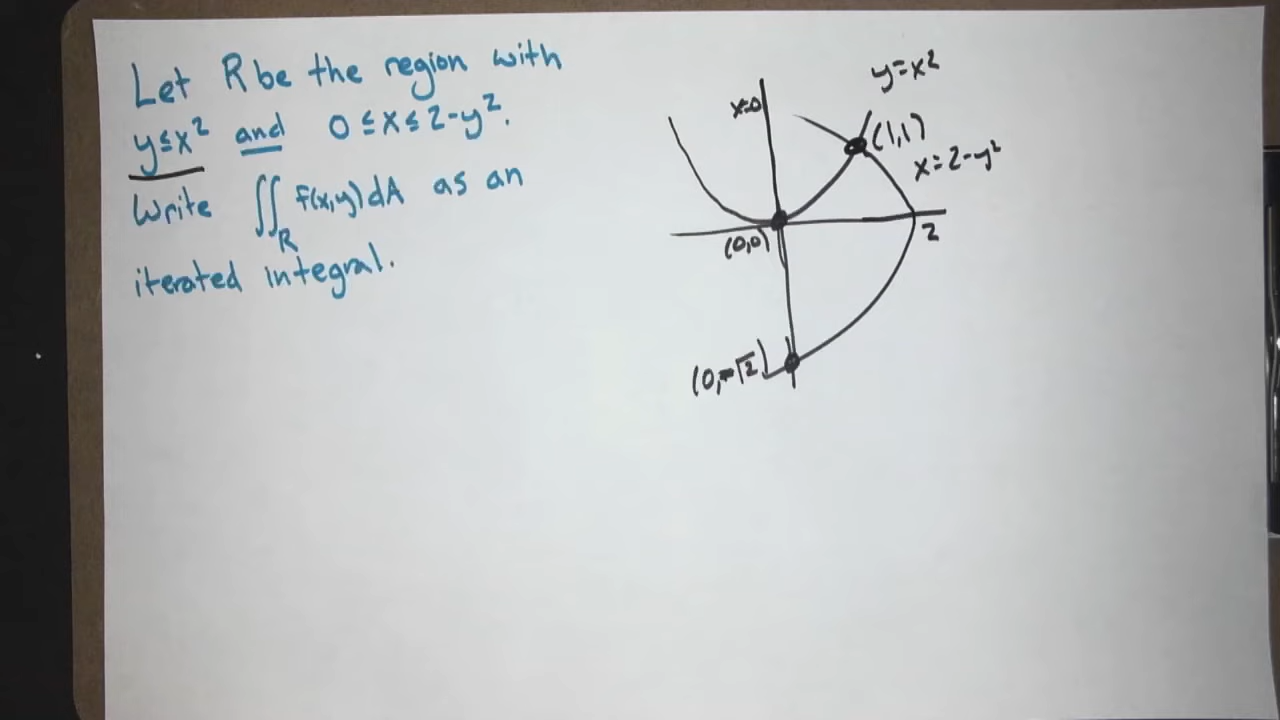 Let R be the region with
y≤x² and 0≤x≤2-y².
Write ∬_R f(x,y)dA as an
iterated integral.
y=x²
x=0
(1,1)
x=2-y²
(0,0)
2
(0,-√2)